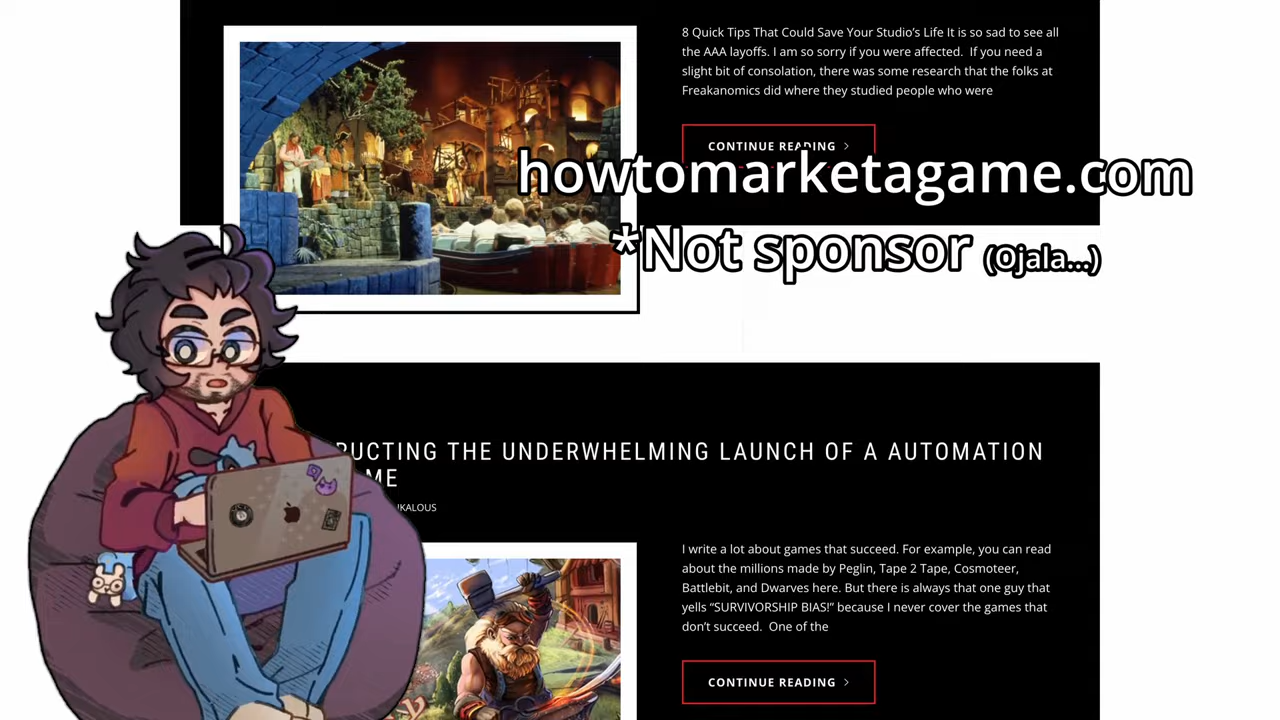 8 Quick Tips That Could Save Your Studio’s Life It is so sad to see all
the AAA layoffs. I am so sorry if you were affected.  If you need a
slight bit of consolation, there was some research that the folks at
Freakanomics did where they studied people who were
CONTINUE READING
howtomarketagame.com
*Not sponsor (Ojala...)
RUCTING THE UNDERWHELMING LAUNCH OF A AUTOMATION
ME
KALOUS
I write a lot about games that succeed. For example, you can read
about the millions made by Peglin, Tape 2 Tape, Cosmoteer,
Battlebit, and Dwarves here. But there is always that one guy that
yells “SURVIVORSHIP BIAS!” because I never cover the games that
don’t succeed.  One of the
CONTINUE READING